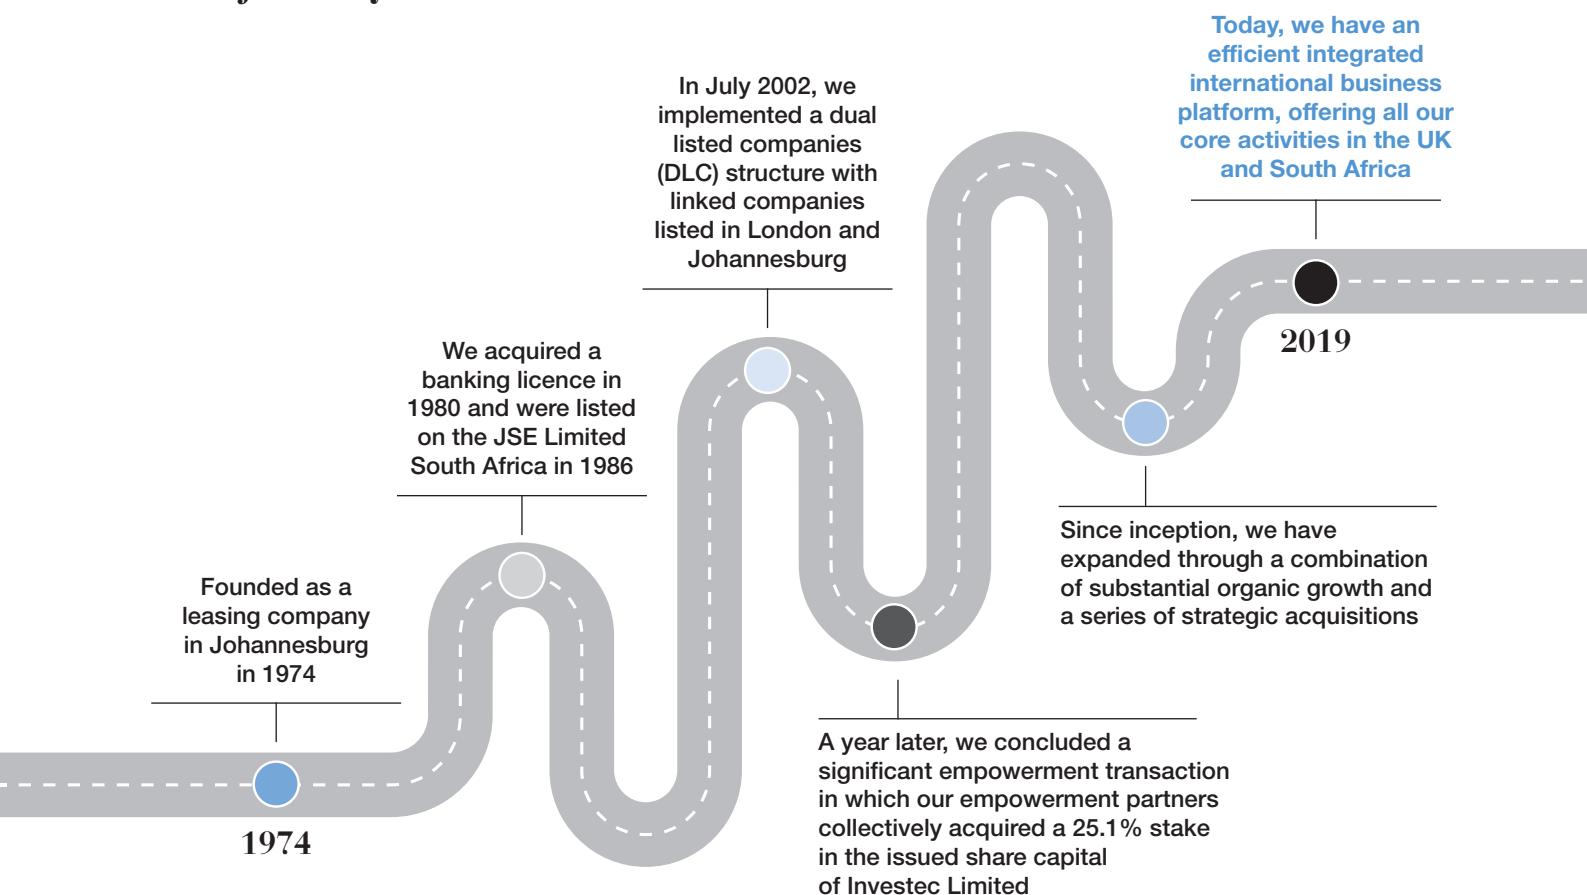 Founded as a
leasing company
in Johannesburg
in 1974
1974
We acquired a
banking licence in
1980 and were listed
on the JSE Limited
South Africa in 1986
In July 2002, we
implemented a dual
listed companies
(DLC) structure with
linked companies
listed in London and
Johannesburg
A year later, we concluded a
significant empowerment transaction
in which our empowerment partners
collectively acquired a 25.1% stake
in the issued share capital
of Investec Limited
Since inception, we have
expanded through a combination
of substantial organic growth and
a series of strategic acquisitions
Today, we have an
efficient integrated
international business
platform, offering all our
core activities in the UK
and South Africa
2019